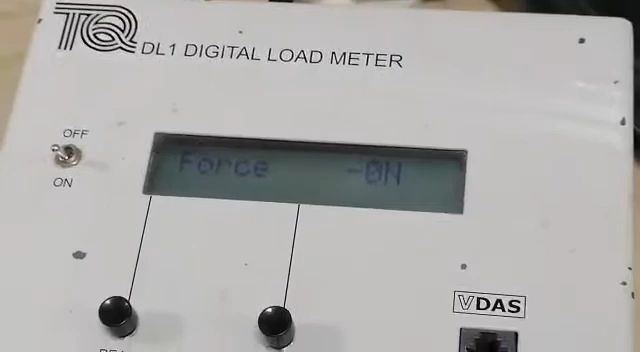 TQ DL1 DIGITAL LOAD METER
OFF
ON
Force -0N
VDAS